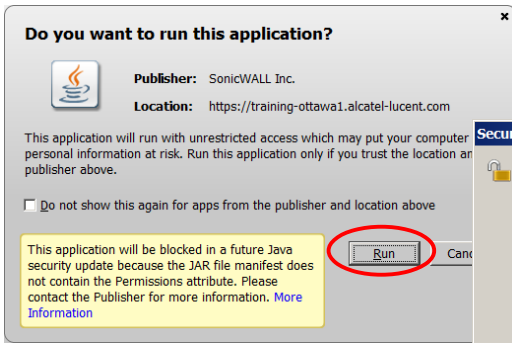 Do you want to run this application?
Publisher: SonicWALL Inc.
Location: https://training-ottawa1.alcatel-lucent.com
This application will run with unrestricted access which may put your computer
personal information at risk. Run this application only if you trust the location
publisher above.
Do not show this again for apps from the publisher and location above
This application will be blocked in a future Java
security update because the JAR file manifest does
not contain the Permissions attribute. Please
contact the Publisher for more information. More
Information
Run